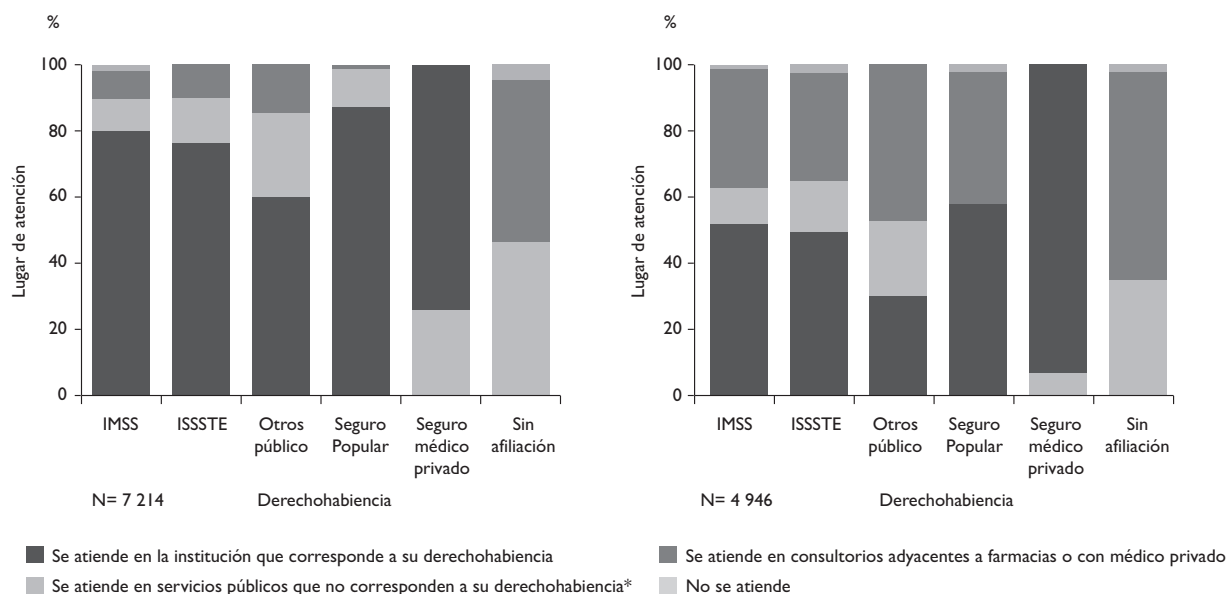 %
100
80
60
40
20
0
Lugar de atención
IMSS
ISSSTE
Otros público
Seguro Popular
Seguro médico privado
Sin afiliación
N= 7 214
Derechohabiencia
%
100
80
60
40
20
0
Lugar de atención
IMSS
ISSSTE
Otros público
Seguro Popular
Seguro médico privado
Sin afiliación
N= 4 946
Derechohabiencia
Se atiende en la institución que corresponde a su derechohabiencia
Se atiende en servicios públicos que no corresponden a su derechohabiencia*
Se atiende en consultorios adyacentes a farmacias o con médico privado
No se atiende